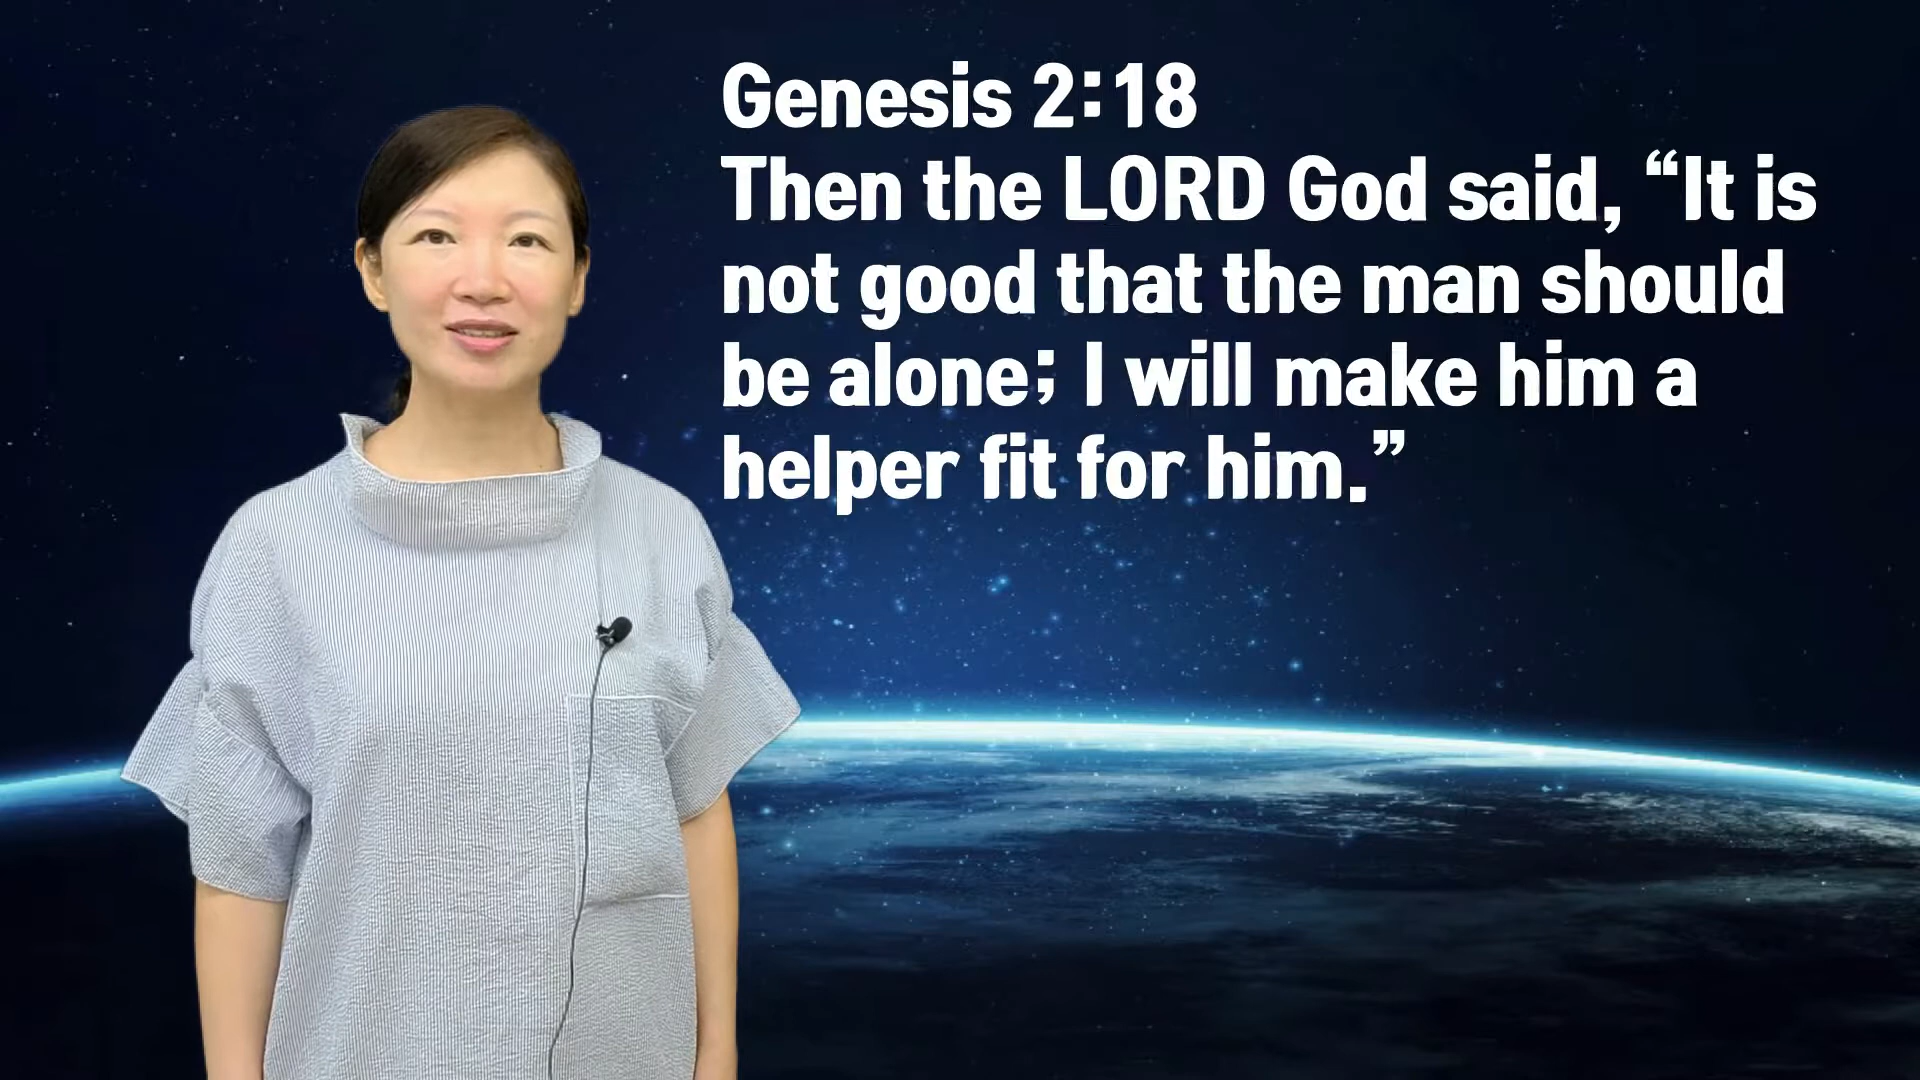 Genesis 2:18
Then the LORD God said, “It is
not good that the man should
be alone; I will make him a
helper fit for him.”